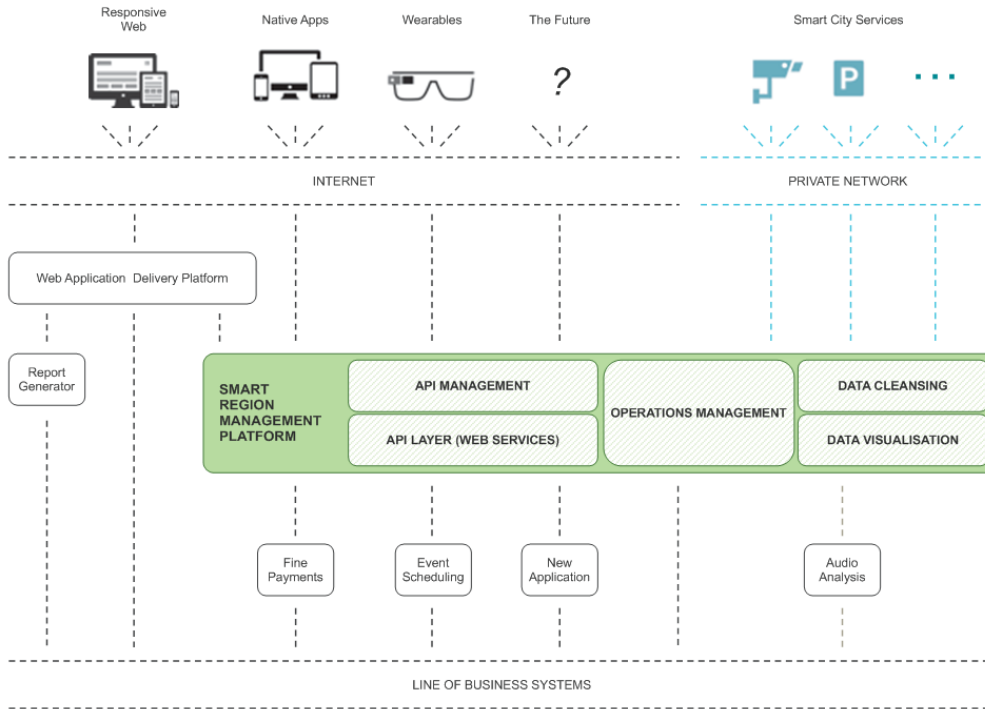 Responsive
Web
Native Apps
Wearables
The Future
Smart City Services
?
P
INTERNET
PRIVATE NETWORK
Web Application Delivery Platform
Report
Generator
SMART
REGION
MANAGEMENT
PLATFORM
API MANAGEMENT
API LAYER (WEB SERVICES)
OPERATIONS MANAGEMENT
DATA CLEANSING
DATA VISUALISATION
Fine
Payments
Event
Scheduling
New
Application
Audio
Analysis
LINE OF BUSINESS SYSTEMS